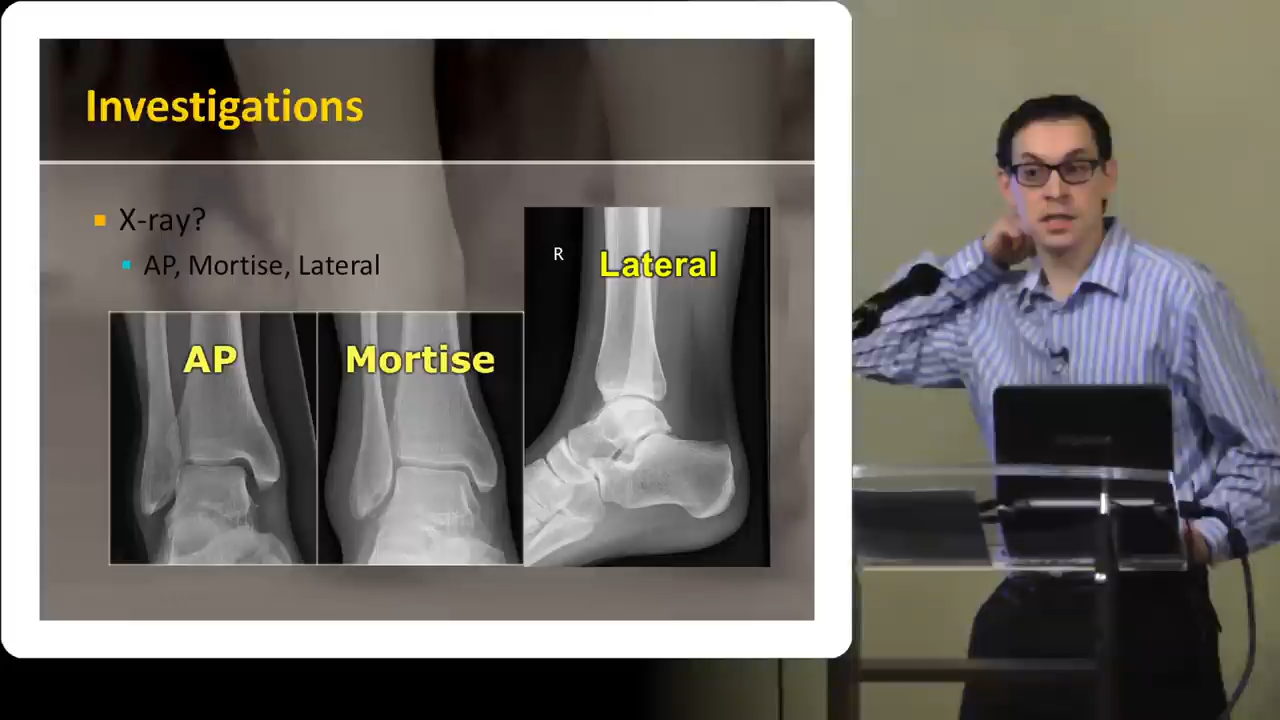 Investigations
X-ray?
AP, Mortise, Lateral
R
Lateral
AP
Mortise